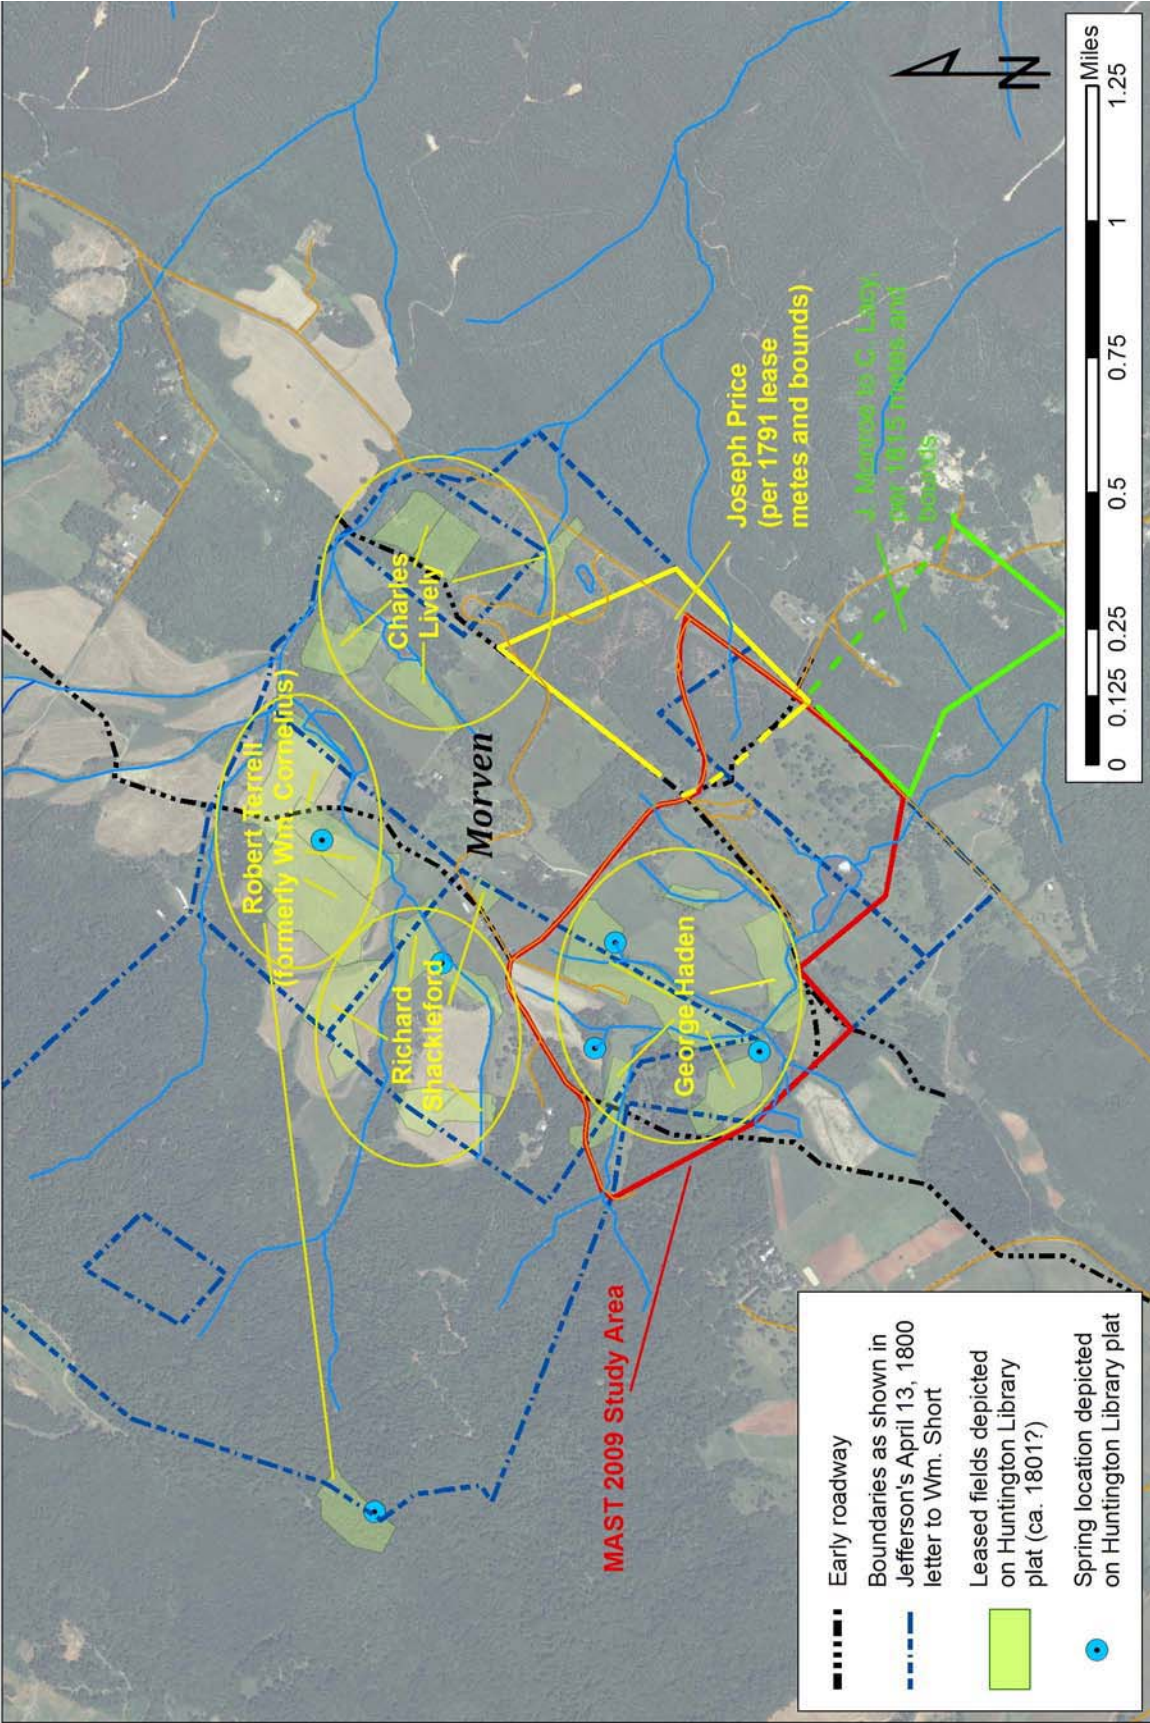 Robert Terrell
(formerly Wm. Cornelius)
Charles
Lively
Richard
Shackleford
Morven
George Haden
Joseph Price
(per 1791 lease
metes and bounds)
J. Monroe to C. Lacy,
per 1815 metes and
bounds
MAST 2009 Study Area
Early roadway
Boundaries as shown in
Jefferson's April 13, 1800
letter to Wm. Short
Leased fields depicted
on Huntington Library
plat (ca. 1801?)
Spring location depicted
on Huntington Library plat
N
0 0.125 0.25 0.5 0.75 1 1.25
Miles